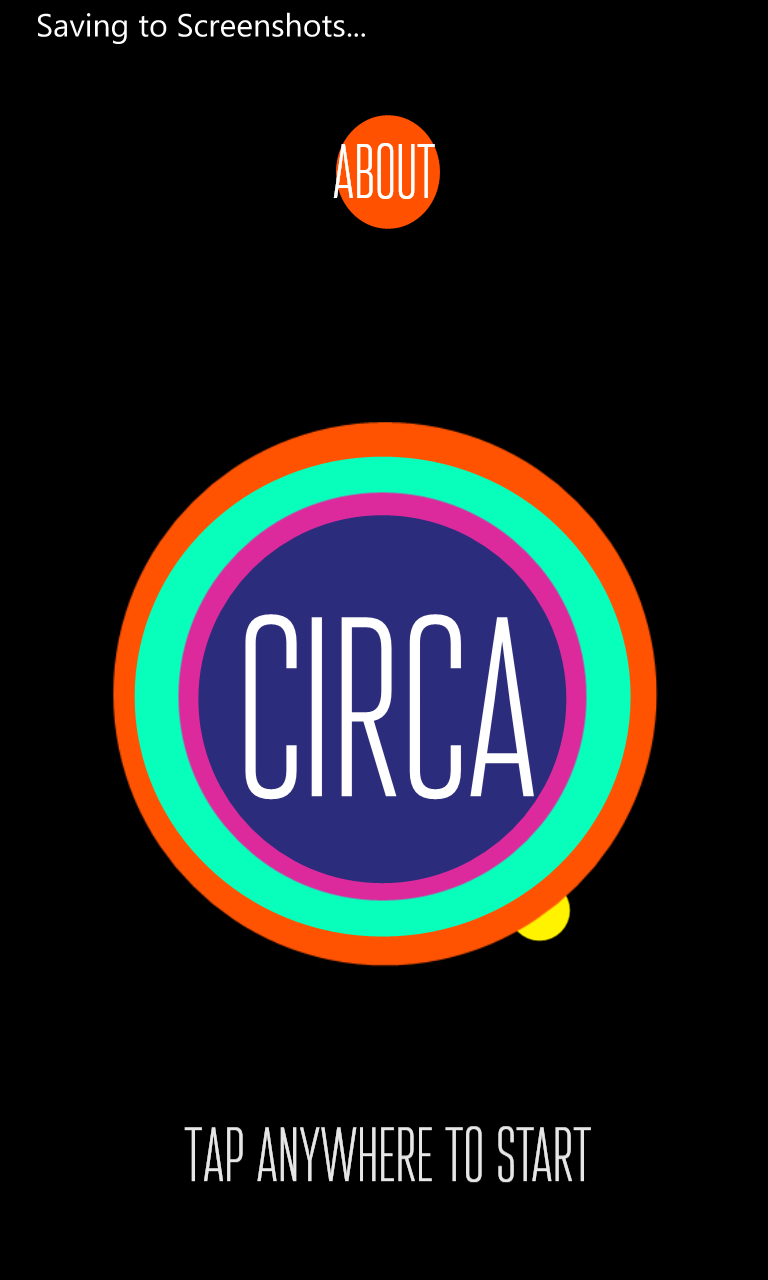 Saving to Screenshots...
ABOUT
CIRCA
TAP ANYWHERE TO START